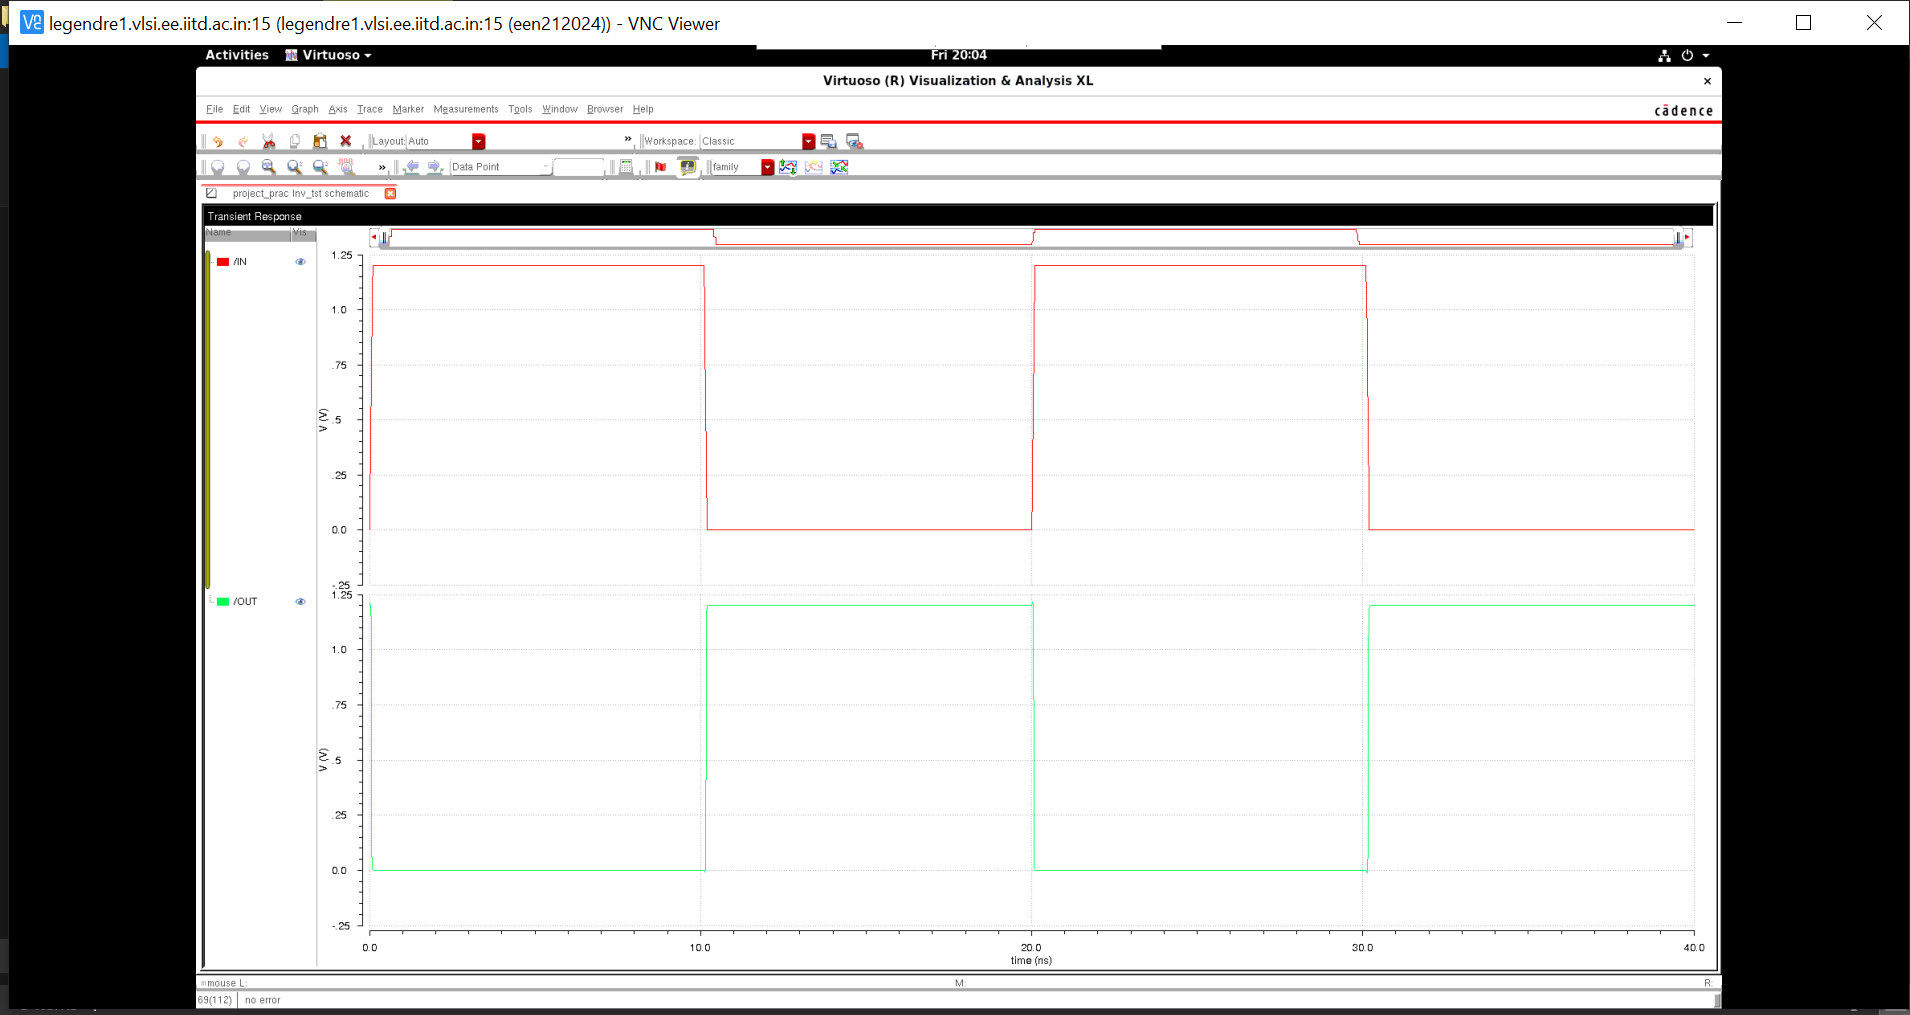 legendre1.vlsi.ee.iitd.ac.in:15 (legendre1.vlsi.ee.iitd.ac.in:15 (een212024)) - VNC Viewer
Activities Virtuoso Fri 20:04
Virtuoso (R) Visualization & Analysis XL
File Edit View Graph Axis Trace Marker Measurements Tools Window Browser Help
cādence
Layout: Auto » Workspace: Classic
» Data Point family
project_prac Inv_tst schematic
Transient Response
Name Vis
/IN
1.25
1.0
.75
V (V) .5
.25
0.0
-.25
/OUT
1.25
1.0
.75
V (V) .5
.25
0.0
-.25
0.0 10.0 20.0 30.0 40.0
time (ns)
mouse L: M: R:
69(112) no error